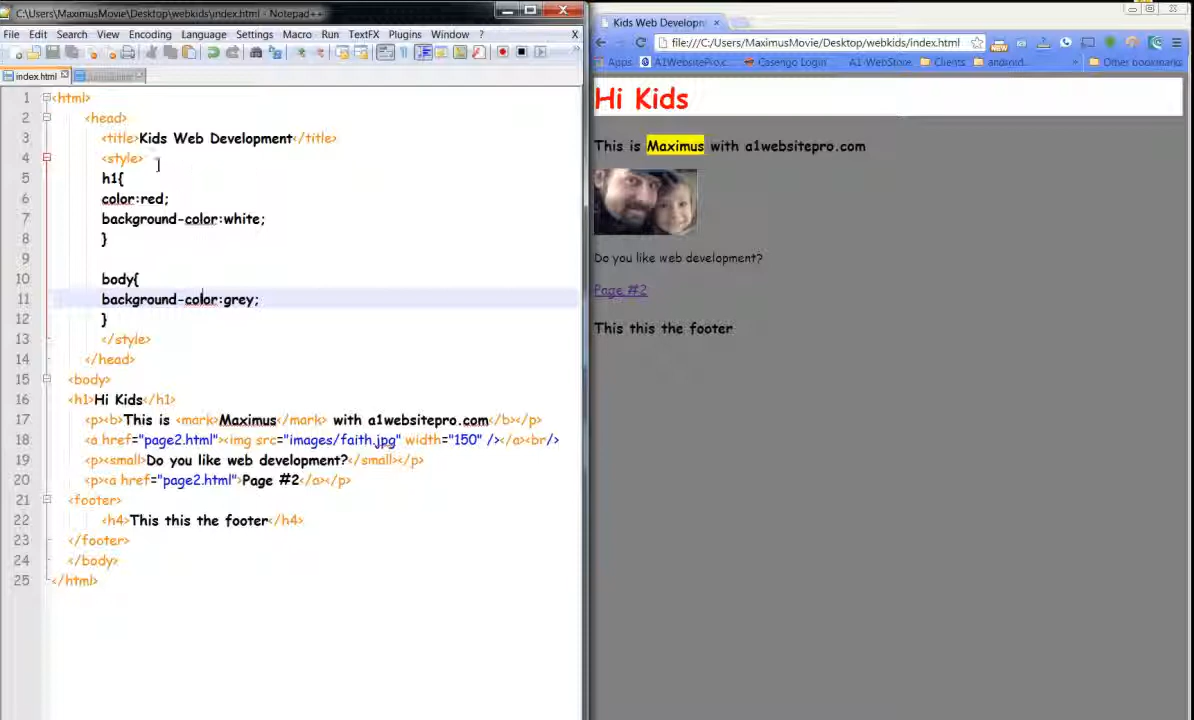 C:\Users\MaximusMovie\Desktop\webkids\index.html - Notepad++
File Edit Search View Encoding Language Settings Macro Run TextFX Plugins Window ? X
index.html
1 <html>
2 <head>
3 <title>Kids Web Development</title>
4 <style>
5 h1{
6 color:red;
7 background-color:white;
8 }
9
10 body{
11 background-color:grey;
12 }
13 </style>
14 </head>
15 <body>
16 <h1>Hi Kids</h1>
17 <p><b>This is <mark>Maximus</mark> with a1websitepro.com</b></p>
18 <a href="page2.html"><img src="images/faith.jpg" width="150" /></a><br/>
19 <p><small>Do you like web development?</small></p>
20 <p><a href="page2.html">Page #2</a></p>
21 <footer>
22 <h4>This this the footer</h4>
23 </footer>
24 </body>
25 </html>
Kids Web Developm
file:///C:/Users/MaximusMovie/Desktop/webkids/index.html
Apps A1WebsitePro.c Casengo Login A1-WebStore Clients android » Other bookmarks
Hi Kids
This is Maximus with a1websitepro.com
Do you like web development?
Page #2
This this the footer